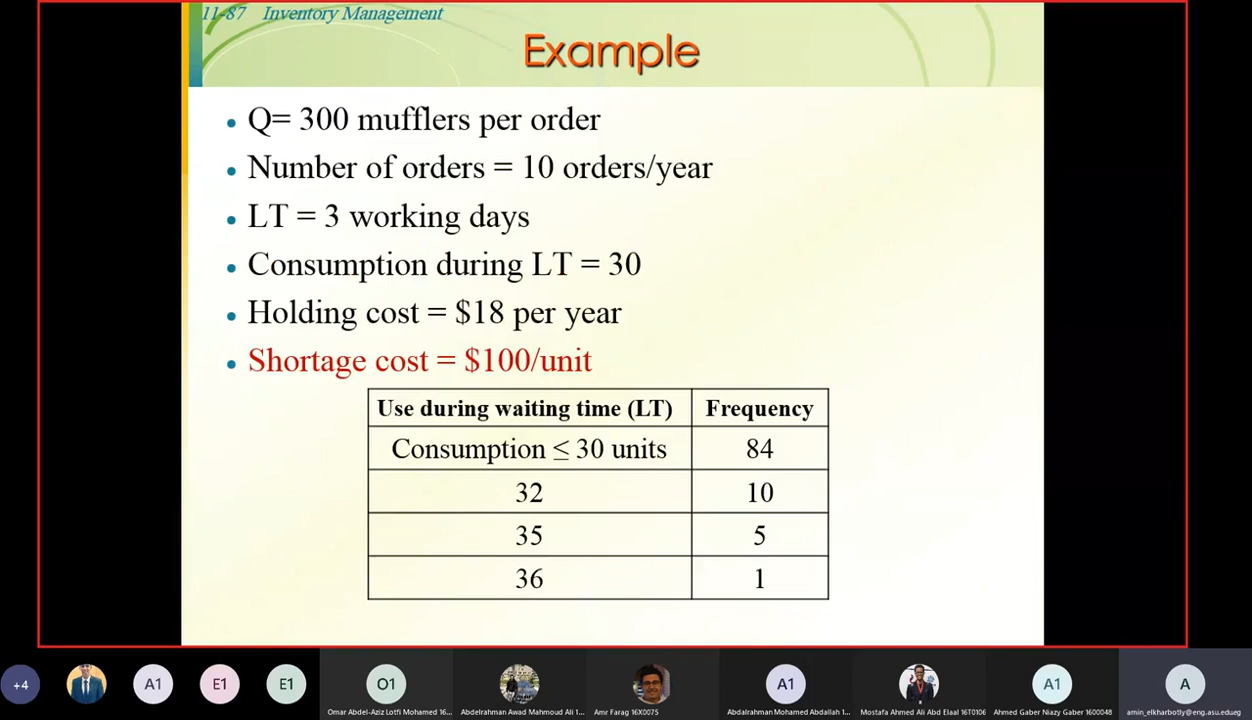 11-87 Inventory Management
Example
• Q= 300 mufflers per order
• Number of orders = 10 orders/year
• LT = 3 working days
• Consumption during LT = 30
• Holding cost = $18 per year
• Shortage cost = $100/unit
Use during waiting time (LT) Frequency
Consumption ≤ 30 units 84
32 10
35 5
36 1
+4 A1 E1 E1 O1 A1 A1 A
Omar Abdel-Aziz Lotfi Mohamed 16... Abdelrahman Awad Mahmoud Ali 1... Amr Farag 16X0075 Abdalrahman Mohamed Abdallah 1... Mostafa Ahmed Ali Abd Elaal 16T0106 Ahmed Gaber Niazy Gaber 1600048 amin_elkharbotly@eng.asu.edueg